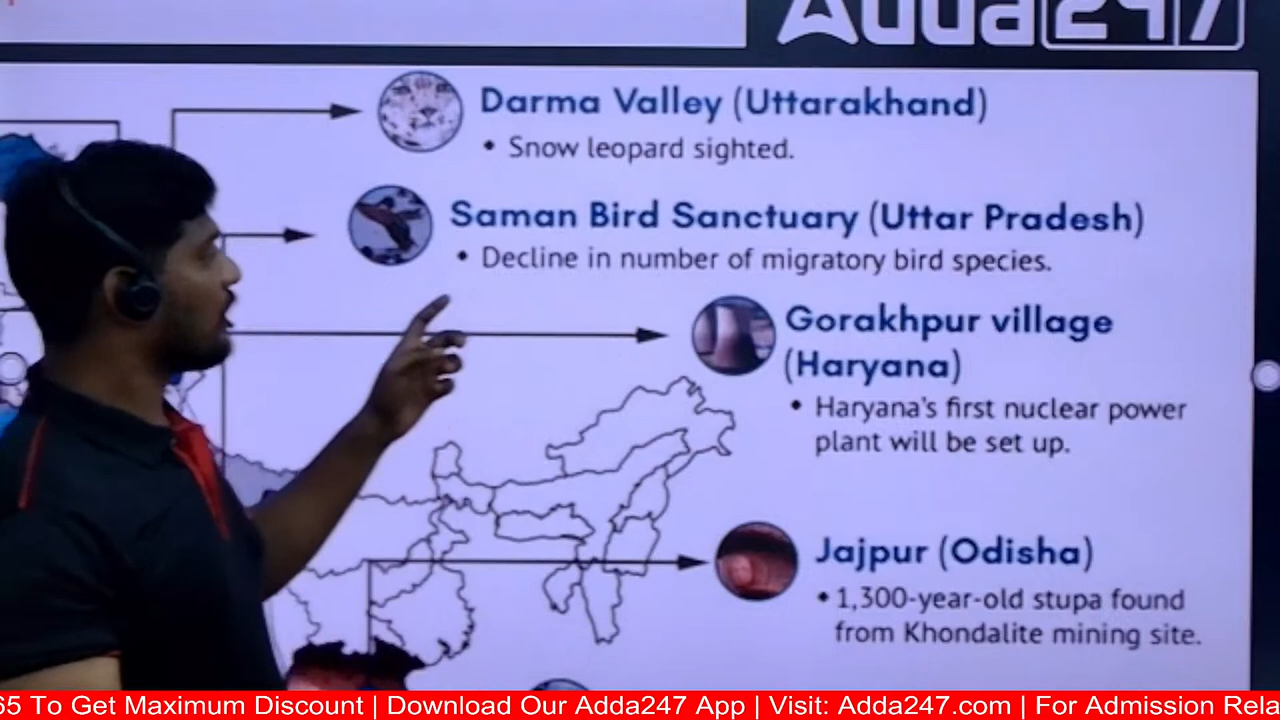 Adda247
Darma Valley (Uttarakhand)
• Snow leopard sighted.
Saman Bird Sanctuary (Uttar Pradesh)
• Decline in number of migratory bird species.
Gorakhpur village
(Haryana)
• Haryana's first nuclear power
plant will be set up.
Jajpur (Odisha)
• 1,300-year-old stupa found
from Khondalite mining site.
65 To Get Maximum Discount | Download Our Adda247 App | Visit: Adda247.com | For Admission Rela